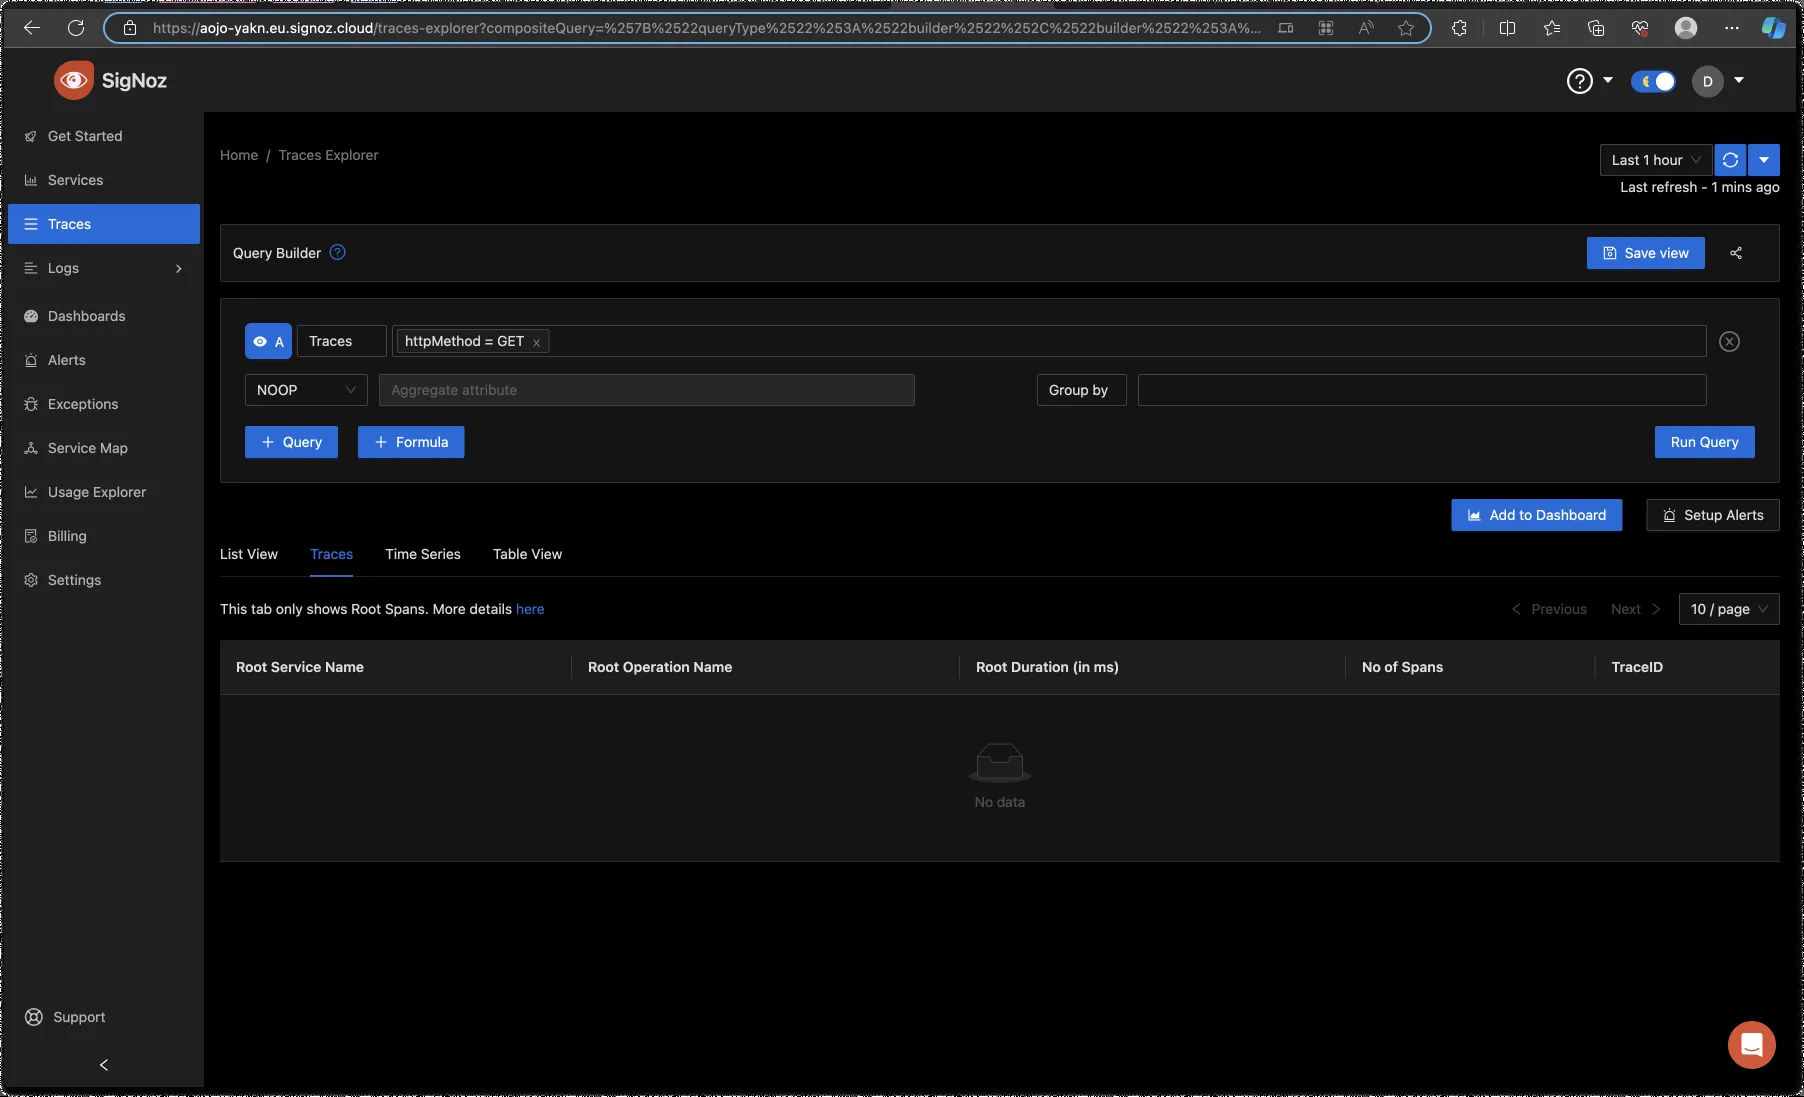 https://aojo-yakn.eu.signoz.cloud/traces-explorer?compositeQuery=%257B%2522queryType%2522%253A%2522builder%2522%252C%2522builder%2522%253A%...
SigNoz
D
Get Started
Services
Traces
Logs
Dashboards
Alerts
Exceptions
Service Map
Usage Explorer
Billing
Settings
Support
Home / Traces Explorer
Last 1 hour
Last refresh - 1 mins ago
Query Builder
Save view
A Traces httpMethod = GET x
NOOP Aggregate attribute Group by
+ Query + Formula Run Query
Add to Dashboard Setup Alerts
List View Traces Time Series Table View
This tab only shows Root Spans. More details here
< Previous Next > 10 / page
Root Service Name Root Operation Name Root Duration (in ms) No of Spans TraceID
No data